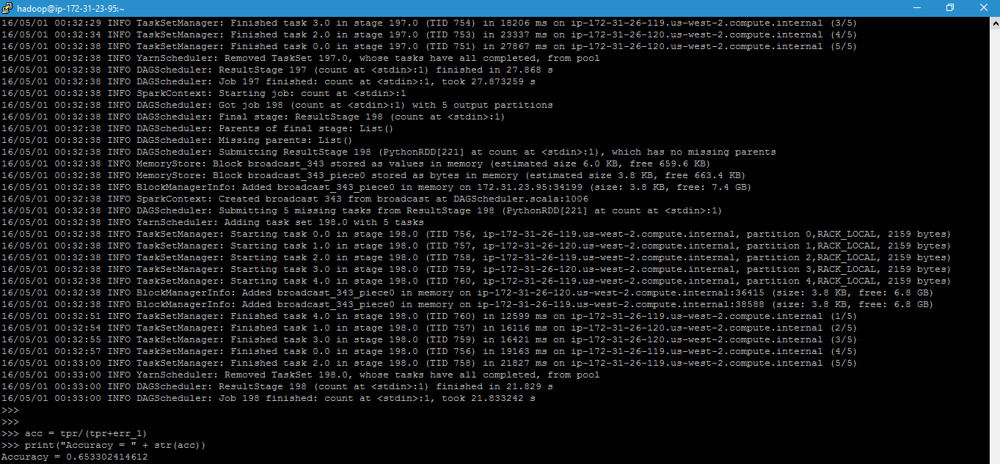 hadoop@ip-172-31-23-95:~
16/05/01 00:32:29 INFO TaskSetManager: Finished task 3.0 in stage 197.0 (TID 754) in 18206 ms on ip-172-31-26-119.us-west-2.compute.internal (3/5)
16/05/01 00:32:34 INFO TaskSetManager: Finished task 2.0 in stage 197.0 (TID 753) in 23337 ms on ip-172-31-26-120.us-west-2.compute.internal (4/5)
16/05/01 00:32:38 INFO TaskSetManager: Finished task 0.0 in stage 197.0 (TID 751) in 27867 ms on ip-172-31-26-120.us-west-2.compute.internal (5/5)
16/05/01 00:32:38 INFO YarnScheduler: Removed TaskSet 197.0, whose tasks have all completed, from pool
16/05/01 00:32:38 INFO DAGScheduler: ResultStage 197 (count at <stdin>:1) finished in 27.868 s
16/05/01 00:32:38 INFO DAGScheduler: Job 197 finished: count at <stdin>:1, took 27.873259 s
16/05/01 00:32:38 INFO SparkContext: Starting job: count at <stdin>:1
16/05/01 00:32:38 INFO DAGScheduler: Got job 198 (count at <stdin>:1) with 5 output partitions
16/05/01 00:32:38 INFO DAGScheduler: Final stage: ResultStage 198 (count at <stdin>:1)
16/05/01 00:32:38 INFO DAGScheduler: Parents of final stage: List()
16/05/01 00:32:38 INFO DAGScheduler: Missing parents: List()
16/05/01 00:32:38 INFO DAGScheduler: Submitting ResultStage 198 (PythonRDD[221] at count at <stdin>:1), which has no missing parents
16/05/01 00:32:38 INFO MemoryStore: Block broadcast_343 stored as values in memory (estimated size 6.0 KB, free 659.6 KB)
16/05/01 00:32:38 INFO MemoryStore: Block broadcast_343_piece0 stored as bytes in memory (estimated size 3.8 KB, free 663.4 KB)
16/05/01 00:32:38 INFO BlockManagerInfo: Added broadcast_343_piece0 in memory on 172.31.23.95:34199 (size: 3.8 KB, free: 7.4 GB)
16/05/01 00:32:38 INFO SparkContext: Created broadcast 343 from broadcast at DAGScheduler.scala:1006
16/05/01 00:32:38 INFO DAGScheduler: Submitting 5 missing tasks from ResultStage 198 (PythonRDD[221] at count at <stdin>:1)
16/05/01 00:32:38 INFO YarnScheduler: Adding task set 198.0 with 5 tasks
16/05/01 00:32:38 INFO TaskSetManager: Starting task 0.0 in stage 198.0 (TID 756, ip-172-31-26-119.us-west-2.compute.internal, partition 0,RACK_LOCAL, 2159 bytes)
16/05/01 00:32:38 INFO TaskSetManager: Starting task 1.0 in stage 198.0 (TID 757, ip-172-31-26-120.us-west-2.compute.internal, partition 1,RACK_LOCAL, 2159 bytes)
16/05/01 00:32:38 INFO TaskSetManager: Starting task 2.0 in stage 198.0 (TID 758, ip-172-31-26-119.us-west-2.compute.internal, partition 2,RACK_LOCAL, 2159 bytes)
16/05/01 00:32:38 INFO TaskSetManager: Starting task 3.0 in stage 198.0 (TID 759, ip-172-31-26-120.us-west-2.compute.internal, partition 3,RACK_LOCAL, 2159 bytes)
16/05/01 00:32:38 INFO TaskSetManager: Starting task 4.0 in stage 198.0 (TID 760, ip-172-31-26-119.us-west-2.compute.internal, partition 4,RACK_LOCAL, 2159 bytes)
16/05/01 00:32:38 INFO BlockManagerInfo: Added broadcast_343_piece0 in memory on ip-172-31-26-120.us-west-2.compute.internal:36415 (size: 3.8 KB, free: 6.8 GB)
16/05/01 00:32:38 INFO BlockManagerInfo: Added broadcast_343_piece0 in memory on ip-172-31-26-119.us-west-2.compute.internal:38588 (size: 3.8 KB, free: 6.8 GB)
16/05/01 00:32:51 INFO TaskSetManager: Finished task 4.0 in stage 198.0 (TID 760) in 12599 ms on ip-172-31-26-119.us-west-2.compute.internal (1/5)
16/05/01 00:32:54 INFO TaskSetManager: Finished task 1.0 in stage 198.0 (TID 757) in 16116 ms on ip-172-31-26-120.us-west-2.compute.internal (2/5)
16/05/01 00:32:55 INFO TaskSetManager: Finished task 3.0 in stage 198.0 (TID 759) in 16421 ms on ip-172-31-26-120.us-west-2.compute.internal (3/5)
16/05/01 00:32:57 INFO TaskSetManager: Finished task 0.0 in stage 198.0 (TID 756) in 19163 ms on ip-172-31-26-119.us-west-2.compute.internal (4/5)
16/05/01 00:33:00 INFO TaskSetManager: Finished task 2.0 in stage 198.0 (TID 758) in 21827 ms on ip-172-31-26-119.us-west-2.compute.internal (5/5)
16/05/01 00:33:00 INFO YarnScheduler: Removed TaskSet 198.0, whose tasks have all completed, from pool
16/05/01 00:33:00 INFO DAGScheduler: ResultStage 198 (count at <stdin>:1) finished in 21.829 s
16/05/01 00:33:00 INFO DAGScheduler: Job 198 finished: count at <stdin>:1, took 21.833242 s
>>>
>>>
>>> acc = tpr/(tpr+err_1)
>>> print("Accuracy = " + str(acc))
Accuracy = 0.653302414612